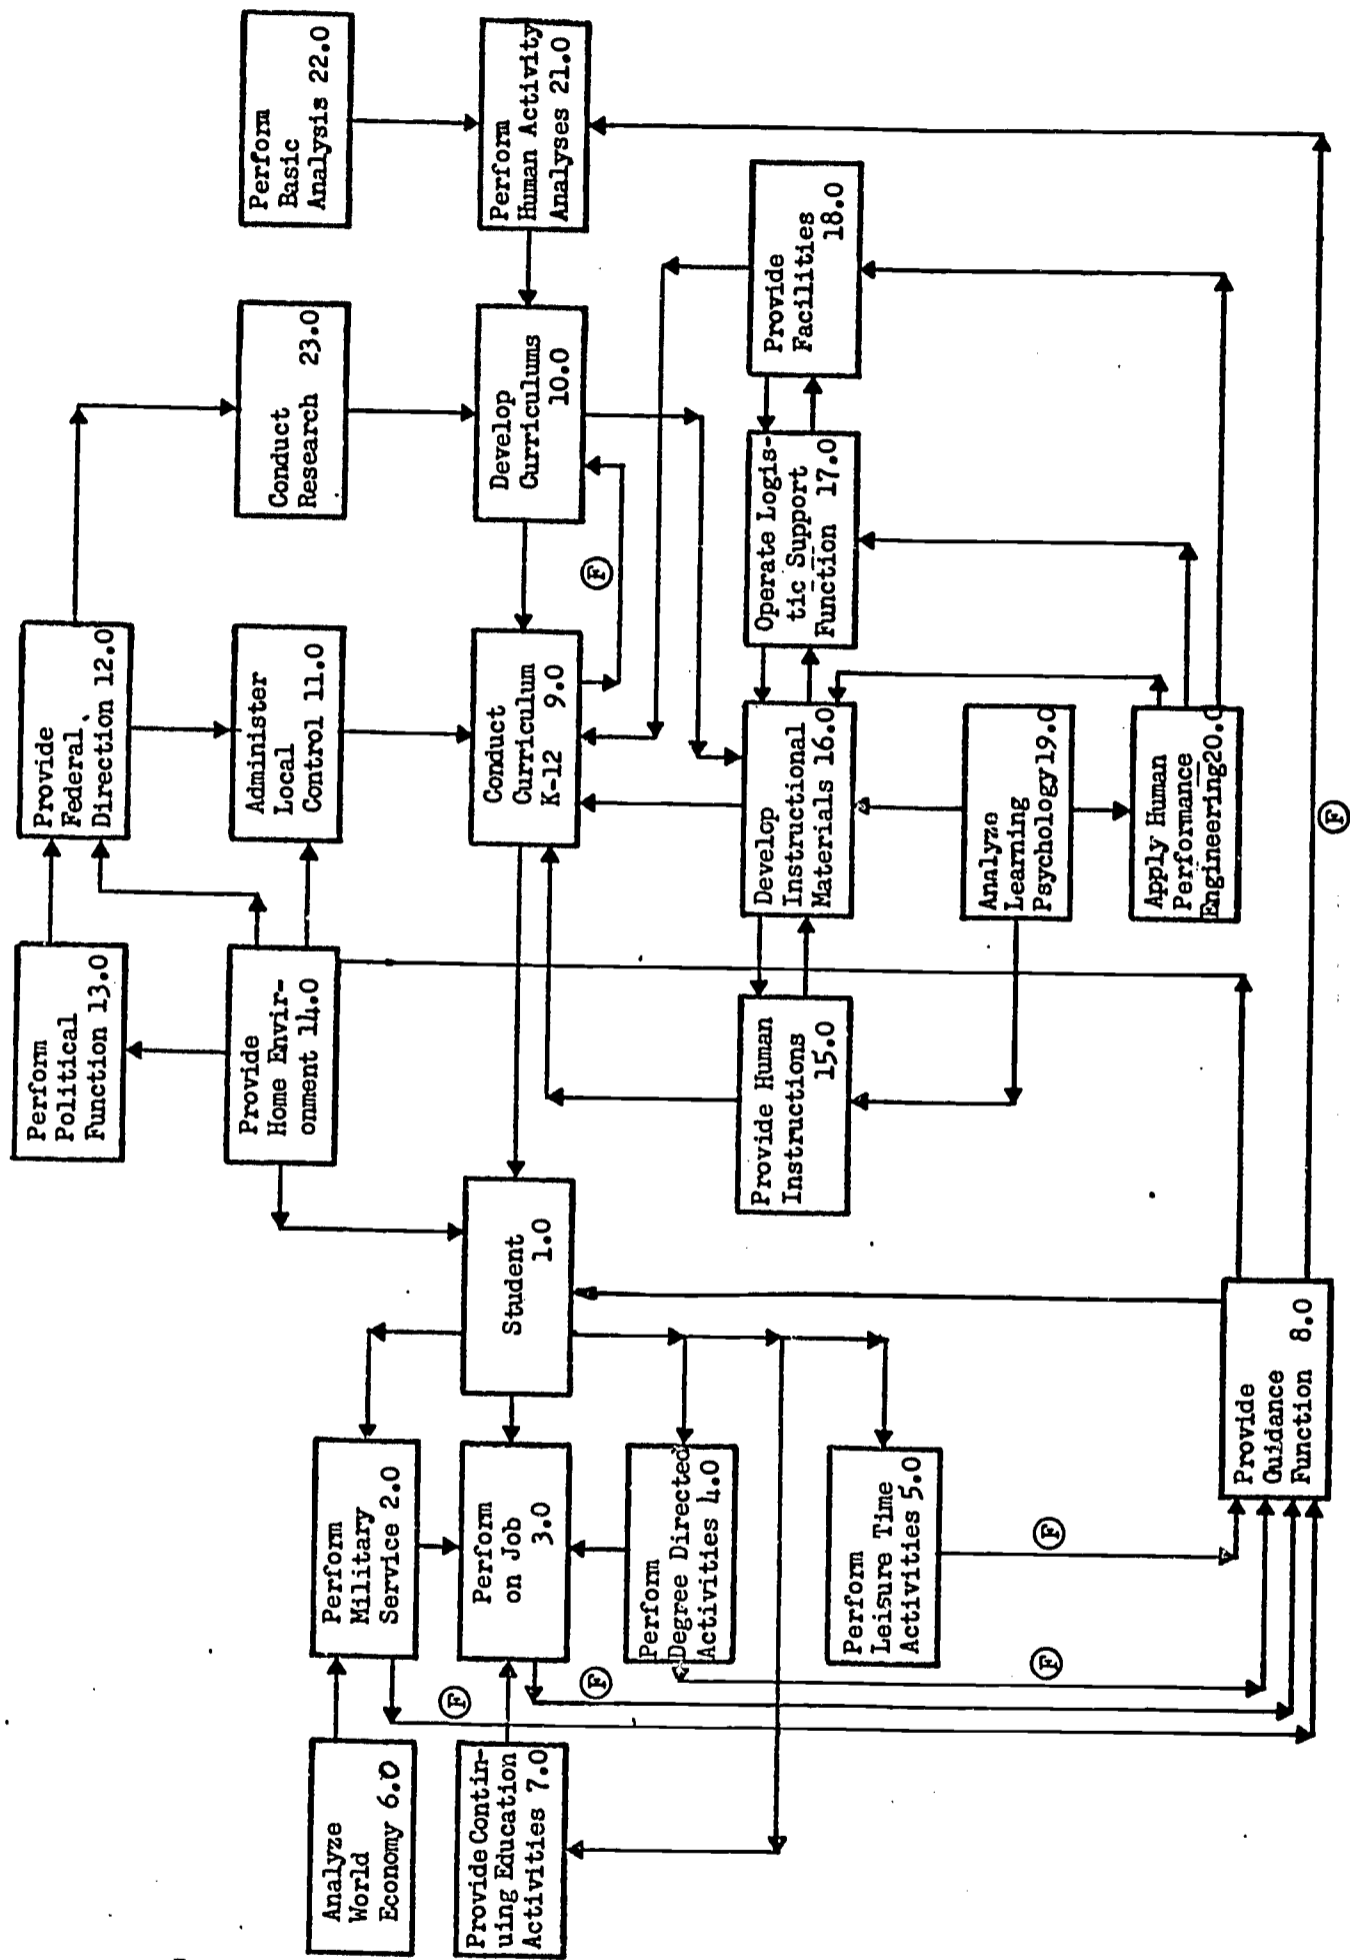 Perform
Basic
Analysis 22.0
Perform
Human Activity
Analyses 21.0
Conduct
Research 23.0
Develop
Curriculums
10.0
Provide
Facilities
18.0
Operate Logis-
tic Support
Function 17.0
Provide
Federal
Direction 12.0
Administer
Local
Control 11.0
Conduct
Curriculum
K-12 9.0
Ⓕ
Develop
Instructional
Materials 16.0
Analyze
Learning
Psychology 19.0
Apply Human
Performance
Engineering 20.0
Perform
Political
Function 13.0
Provide
Home Envir-
onment 14.0
Provide Human
Instructions
15.0
Student
1.0
Perform
Military
Service 2.0
Perform
on Job
3.0
Perform
Degree Directed
Activities 4.0
Perform
Leisure Time
Activities 5.0
Provide
Guidance
Function 8.0
Analyze
World
Economy 6.0
Provide Contin-
uing Education
Activities 7.0
Ⓕ
Ⓕ
Ⓕ
Ⓕ
Ⓕ